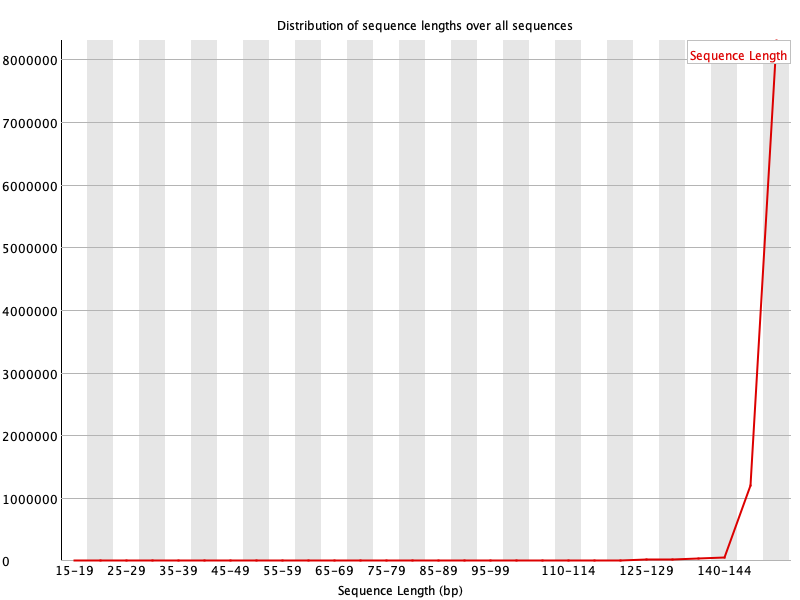 Distribution of sequence lengths over all sequences
Sequence Length
8000000
7000000
6000000
5000000
4000000
3000000
2000000
1000000
0
15-19 25-29 35-39 45-49 55-59 65-69 75-79 85-89 95-99 110-114 125-129 140-144
Sequence Length (bp)